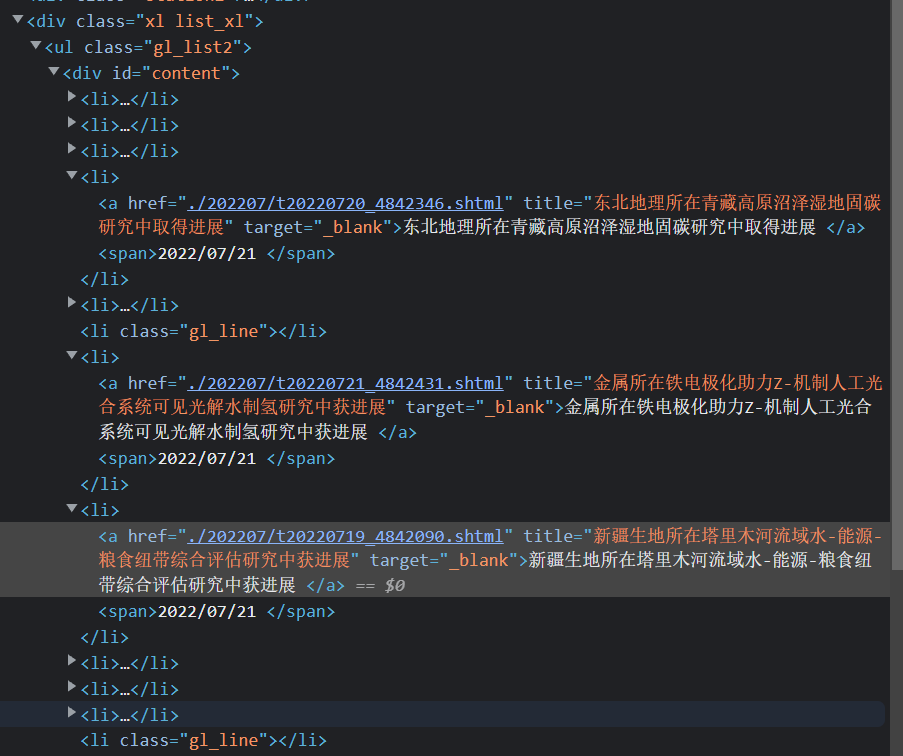 <div class="xl list_xl">
<ul class="gl_list2">
<div id="content">
<li>…</li>
<li>…</li>
<li>…</li>
<li>
<a href="./202207/t20220720_4842346.shtml" title="东北地理所在青藏高原沼泽湿地固碳
研究中取得进展" target="_blank">东北地理所在青藏高原沼泽湿地固碳研究中取得进展 </a>
<span>2022/07/21 </span>
</li>
<li>…</li>
<li class="gl_line"></li>
<li>
<a href="./202207/t20220721_4842431.shtml" title="金属所在铁电极化助力Z-机制人工光
合系统可见光解水制氢研究中获进展" target="_blank">金属所在铁电极化助力Z-机制人工光合
系统可见光解水制氢研究中获进展 </a>
<span>2022/07/21 </span>
</li>
<li>
<a href="./202207/t20220719_4842090.shtml" title="新疆生地所在塔里木河流域水-能源-
粮食纽带综合评估研究中获进展" target="_blank">新疆生地所在塔里木河流域水-能源-粮食纽
带综合评估研究中获进展 </a> == $0
<span>2022/07/21 </span>
</li>
<li>…</li>
<li>…</li>
<li>…</li>
<li class="gl_line"></li>